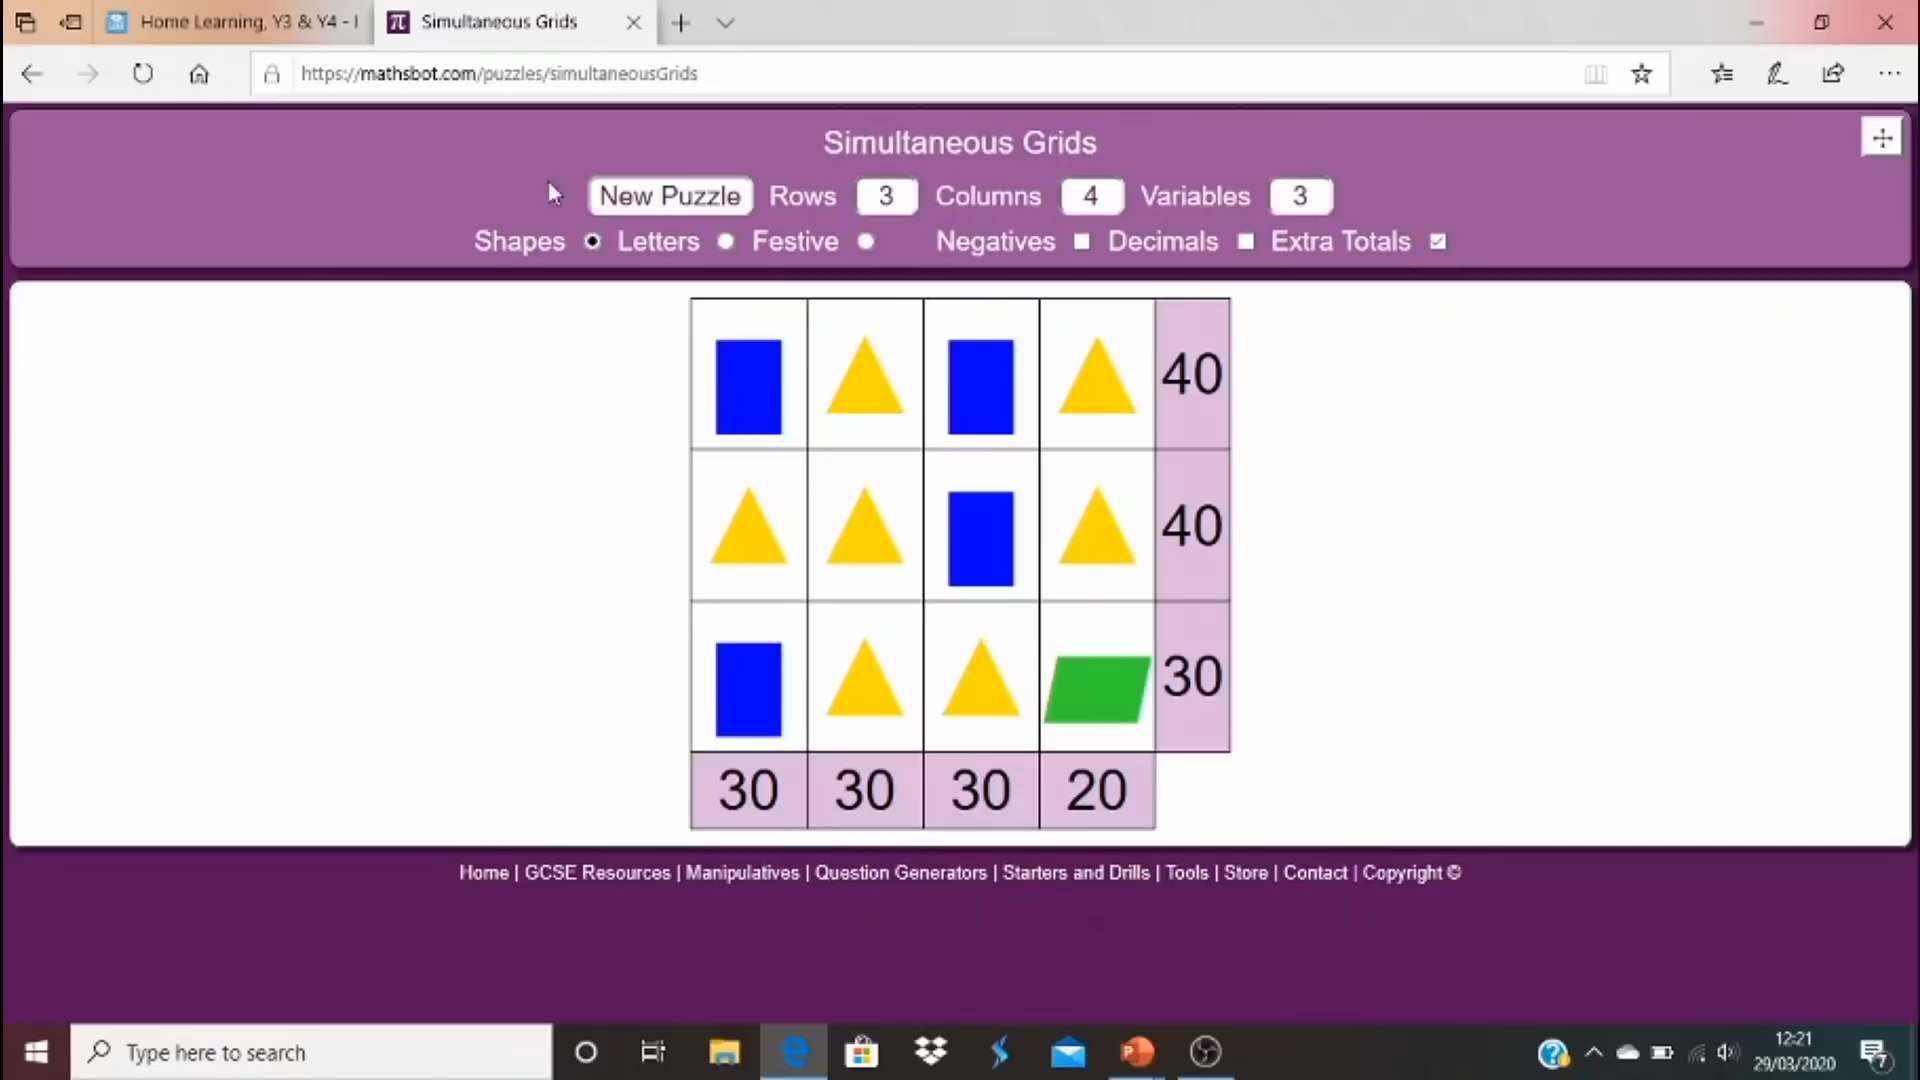 Home Learning, Y3 & Y4 - I
Simultaneous Grids
https://mathsbot.com/puzzles/simultaneousGrids
Simultaneous Grids
New Puzzle Rows 3 Columns 4 Variables 3
Shapes Letters Festive Negatives Decimals Extra Totals
40
40
30
30 30 30 20
Home | GCSE Resources | Manipulatives | Question Generators | Starters and Drills | Tools | Store | Contact | Copyright ©
Type here to search
12:21
29/03/2020
7